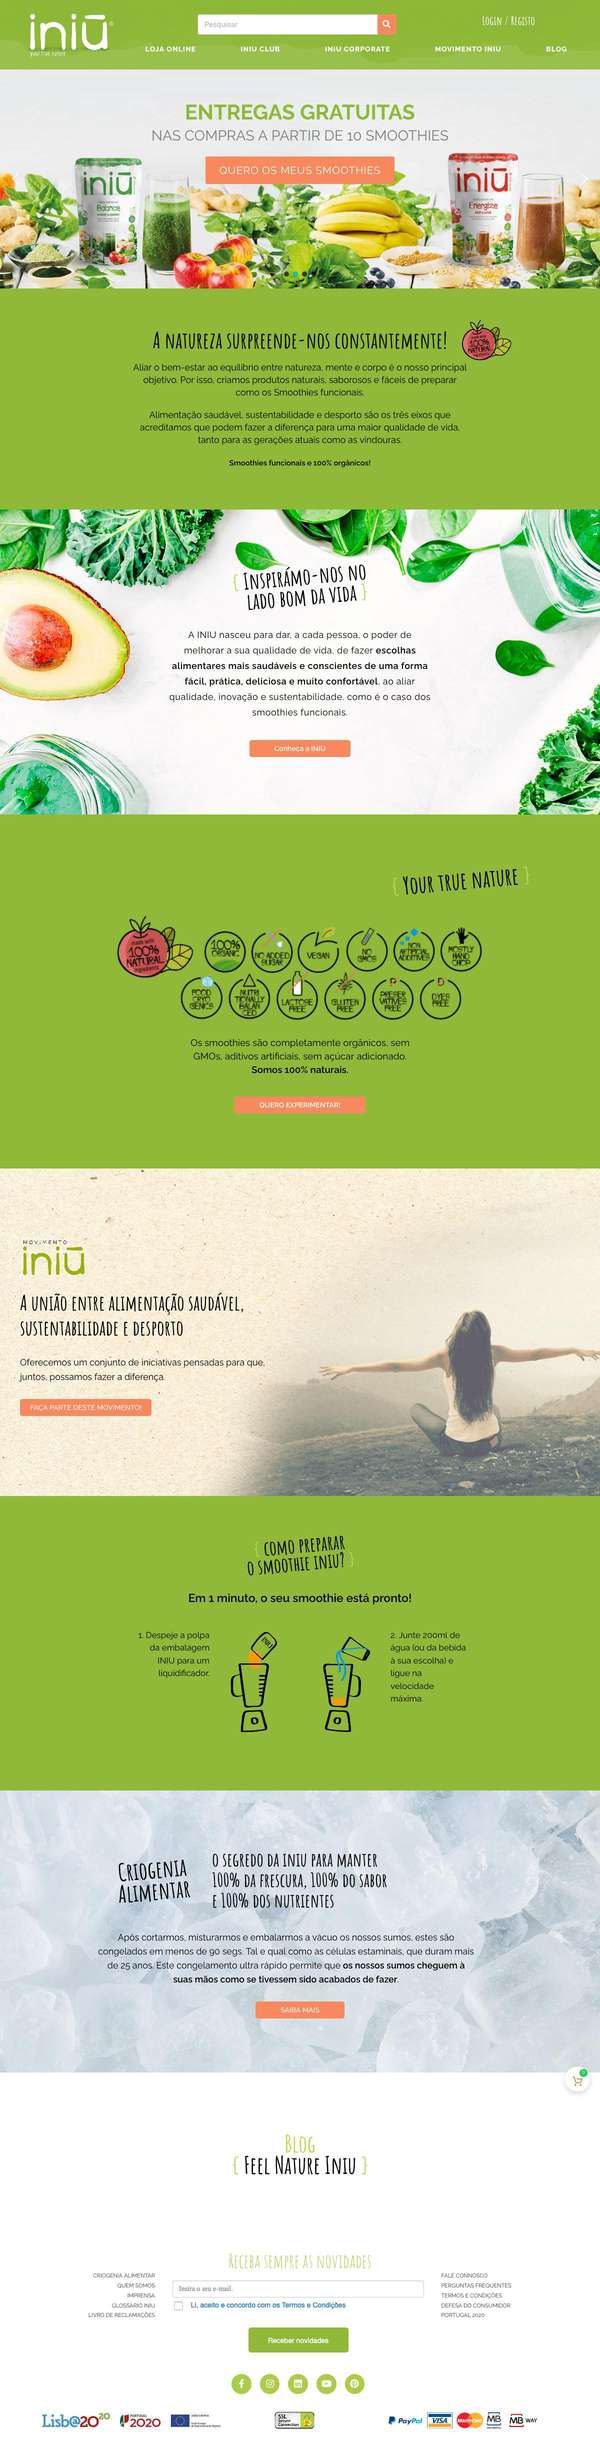 iniū®
your true nature
Pesquisar
Login / Registo
LOJA ONLINE
INIU CLUB
INIU CORPORATE
MOVIMENTO INIU
BLOG
ENTREGAS GRATUITAS
NAS COMPRAS A PARTIR DE 10 SMOOTHIES
QUERO OS MEUS SMOOTHIES
iniū
Balance
iniū
Energize
A natureza surpreende-nos constantemente!
made with
100%
NATURAL
ingredients
Aliar o bem-estar ao equilíbrio entre natureza, mente e corpo é o nosso principal
objetivo. Por isso, criamos produtos naturais, saborosos e fáceis de preparar
como os Smoothies funcionais.
Alimentação saudável, sustentabilidade e desporto são os três eixos que
acreditamos que podem fazer a diferença para uma maior qualidade de vida,
tanto para as gerações atuais como as vindouras.
Smoothies funcionais e 100% orgânicos!
{ Inspirámo-nos no
lado bom da vida }
A INIU nasceu para dar, a cada pessoa, o poder de
melhorar a sua qualidade de vida, de fazer escolhas
alimentares mais saudáveis e conscientes de uma forma
fácil, prática, deliciosa e muito confortável, ao aliar
qualidade, inovação e sustentabilidade, como é o caso dos
smoothies funcionais.
Conheça a INIU
{ Your true nature }
made with
100%
NATURAL
ingredients
100%
ORGANIC
NO ADDED
SUGAR
VEGAN
NO
GMOS
NON
ARTIFICIAL
ADDITIVES
MOSTLY
HAND
CHOP
FOOD
CRYO
GENICS
NUTRI
TIONALLY
BALAN
CED
LACTOSE
FREE
GLUTEN
FREE
PRESER
VATIVES
FREE
DYES
FREE
Os smoothies são completamente orgânicos, sem
GMOs, aditivos artificiais, sem açúcar adicionado.
Somos 100% naturais.
QUERO EXPERIMENTAR!
MOVIMENTO
iniū
A união entre alimentação saudável,
sustentabilidade e desporto
Oferecemos um conjunto de iniciativas pensadas para que,
juntos, possamos fazer a diferença.
FAÇA PARTE DESTE MOVIMENTO!
{ Como preparar
o smoothie iniu? }
Em 1 minuto, o seu smoothie está pronto!
1. Despeje a polpa
da embalagem
INIU para um
liquidificador.
INIU
2. Junte 200ml de
água (ou da bebida
à sua escolha) e
ligue na
velocidade
máxima.
Criogenia
Alimentar
o segredo da iniu para manter
100% da frescura, 100% do sabor
e 100% dos nutrientes
Após cortarmos, misturarmos e embalarmos a vácuo os nossos sumos, estes são
congelados em menos de 90 segs. Tal e qual como as células estaminais, que duram mais
de 25 anos. Este congelamento ultra rápido permite que os nossos sumos cheguem à
suas mãos como se tivessem sido acabados de fazer.
SAIBA MAIS
Blog
{ Feel Nature Iniu }
Receba sempre as novidades
CRIOGENIA ALIMENTAR
QUEM SOMOS
IMPRENSA
GLOSSÁRIO INIU
LIVRO DE RECLAMAÇÕES
Insira o seu e-mail.
Li, aceito e concordo com os Termos e Condições
Receber novidades
FALE CONNOSCO
PERGUNTAS FREQUENTES
TERMOS E CONDIÇÕES
DEFESA DO CONSUMIDOR
PORTUGAL 2020
Lisb@2020
PORTUGAL
2020
SSL
Secure
Connection
PayPal
VISA
MasterCard
MB
MB WAY